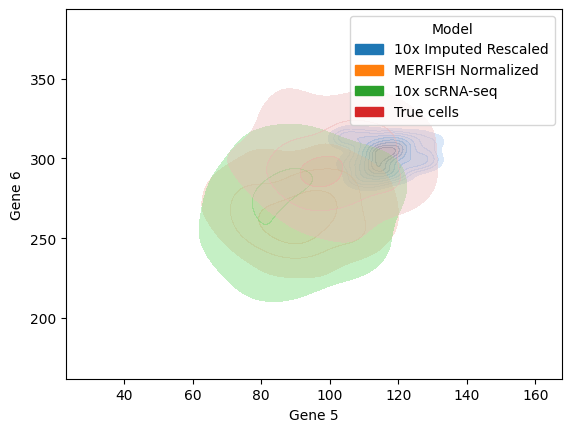 Model
10x Imputed Rescaled
MERFISH Normalized
10x scRNA-seq
True cells
Gene 6
350
300
250
200
40
60
80
100
120
140
160
Gene 5